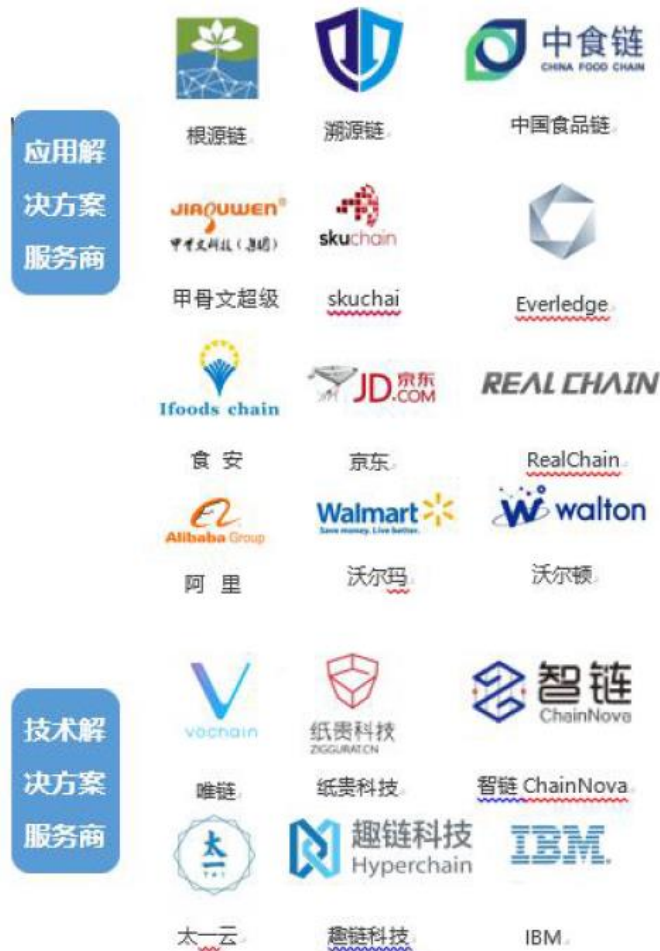 中食链
CHINA FOOD CHAIN
根源链
溯源链
中国食品链
应用解
决方案
服务商
JIAGUWEN®
甲骨文科技(集团)
skuchain
甲骨文超级
skuchai
Everledge
Ifoods chain
JD京东
.COM
REAL CHAIN
食 安
京东
RealChain
Alibaba Group
Walmart
Save money. Live better.
walton
阿 里
沃尔玛
沃尔顿
技术解
决方案
服务商
vechain
纸贵科技
ZIGGURAT.CN
智链
ChainNova
唯链
纸贵科技
智链 ChainNova
太一
TAI
趣链科技
Hyperchain
IBM.
太一云
趣链科技
IBM